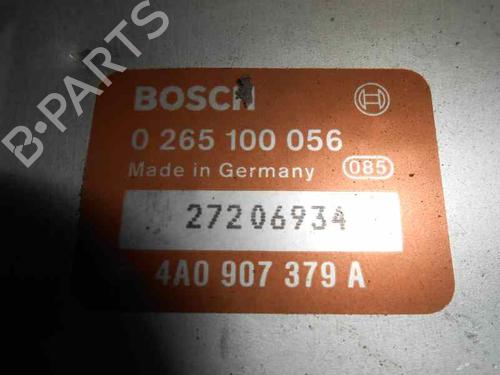 B-PARTS
BOSCH
0 265 100 056
Made in Germany 085
27206934
4A0 907 379 A